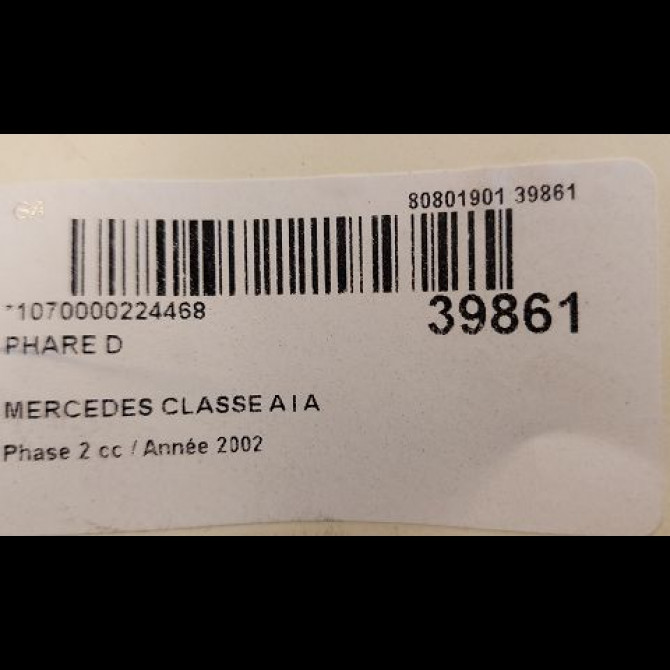 80801901 39861
*1070000224468
39861
PHARE D
MERCEDES CLASSE A I A
Phase 2 cc / Année 2002